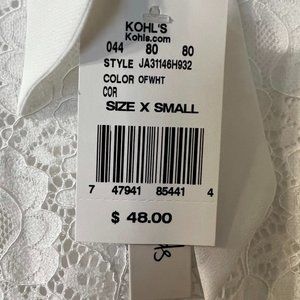 KOHL'S
Kohls.com
044 80 80
STYLE JA31146H932
COLOR OFWHT
COR
SIZE X SMALL
7 47941 85441 4
$ 48.00